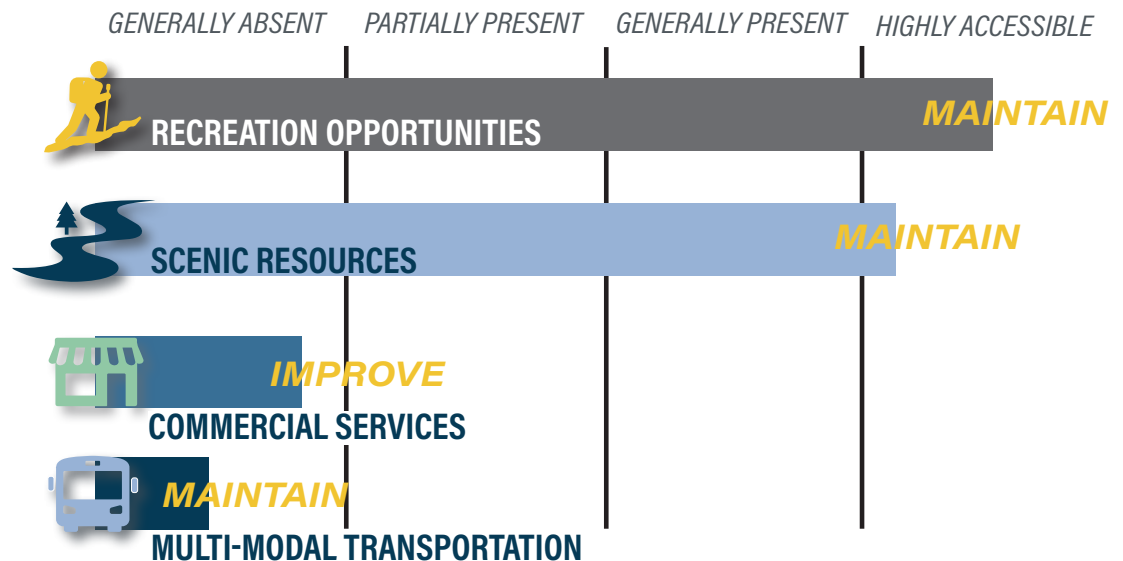 GENERALLY ABSENT PARTIALLY PRESENT GENERALLY PRESENT HIGHLY ACCESSIBLE
MAINTAIN
RECREATION OPPORTUNITIES
MAINTAIN
SCENIC RESOURCES
IMPROVE
COMMERCIAL SERVICES
MAINTAIN
MULTI-MODAL TRANSPORTATION